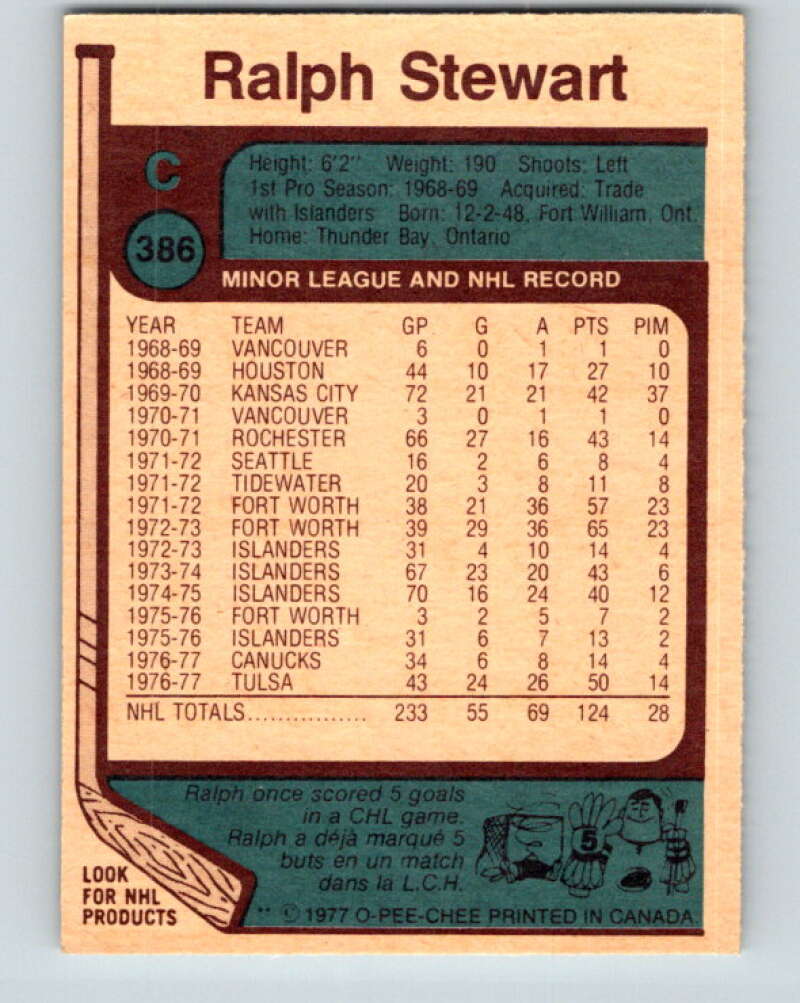 Ralph Stewart
C
Height: 6'2" Weight: 190 Shoots: Left
1st Pro Season: 1968-69 Acquired: Trade
with Islanders Born: 12-2-48, Fort William, Ont.
Home: Thunder Bay, Ontario
386
MINOR LEAGUE AND NHL RECORD
YEAR TEAM GP G A PTS PIM
1968-69 VANCOUVER 6 0 1 1 0
1968-69 HOUSTON 44 10 17 27 10
1969-70 KANSAS CITY 72 21 21 42 37
1970-71 VANCOUVER 3 0 1 1 0
1970-71 ROCHESTER 66 27 16 43 14
1971-72 SEATTLE 16 2 6 8 4
1971-72 TIDEWATER 20 3 8 11 8
1971-72 FORT WORTH 38 21 36 57 23
1972-73 FORT WORTH 39 29 36 65 23
1972-73 ISLANDERS 31 4 10 14 4
1973-74 ISLANDERS 67 23 20 43 6
1974-75 ISLANDERS 70 16 24 40 12
1975-76 FORT WORTH 3 2 5 7 2
1975-76 ISLANDERS 31 6 7 13 2
1976-77 CANUCKS 34 6 8 14 4
1976-77 TULSA 43 24 26 50 14
NHL TOTALS................ 233 55 69 124 28
Ralph once scored 5 goals
in a CHL game.
Ralph a déjà marqué 5
buts en un match
dans la L.C.H.
5
LOOK
FOR NHL
PRODUCTS
** © 1977 O-PEE-CHEE PRINTED IN CANADA.